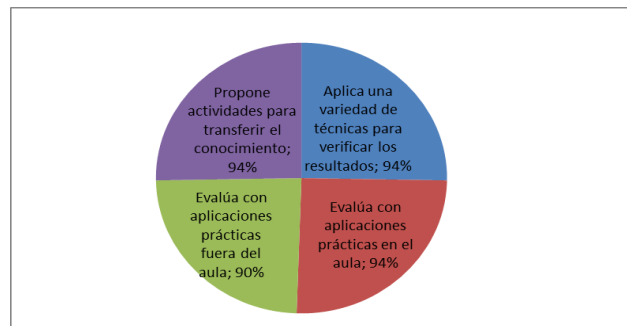 Propone
actividades para
transferir el
conocimiento;
94%
Aplica una
variedad de
técnicas para
verificar los
resultados; 94%
Evalúa con
aplicaciones
prácticas
fuera del
aula; 90%
Evalúa con
aplicaciones
prácticas en el
aula; 94%